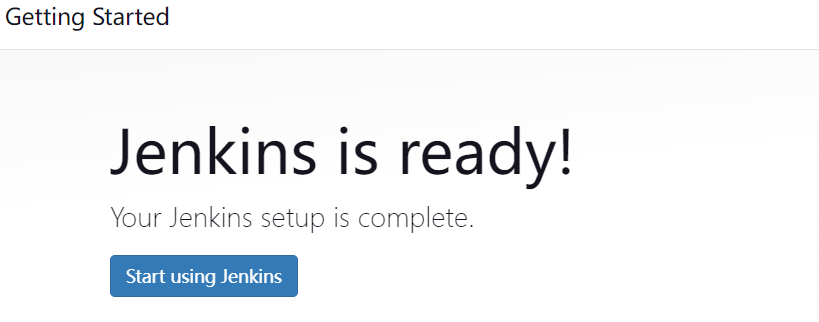 Getting Started
Jenkins is ready!
Your Jenkins setup is complete.
Start using Jenkins